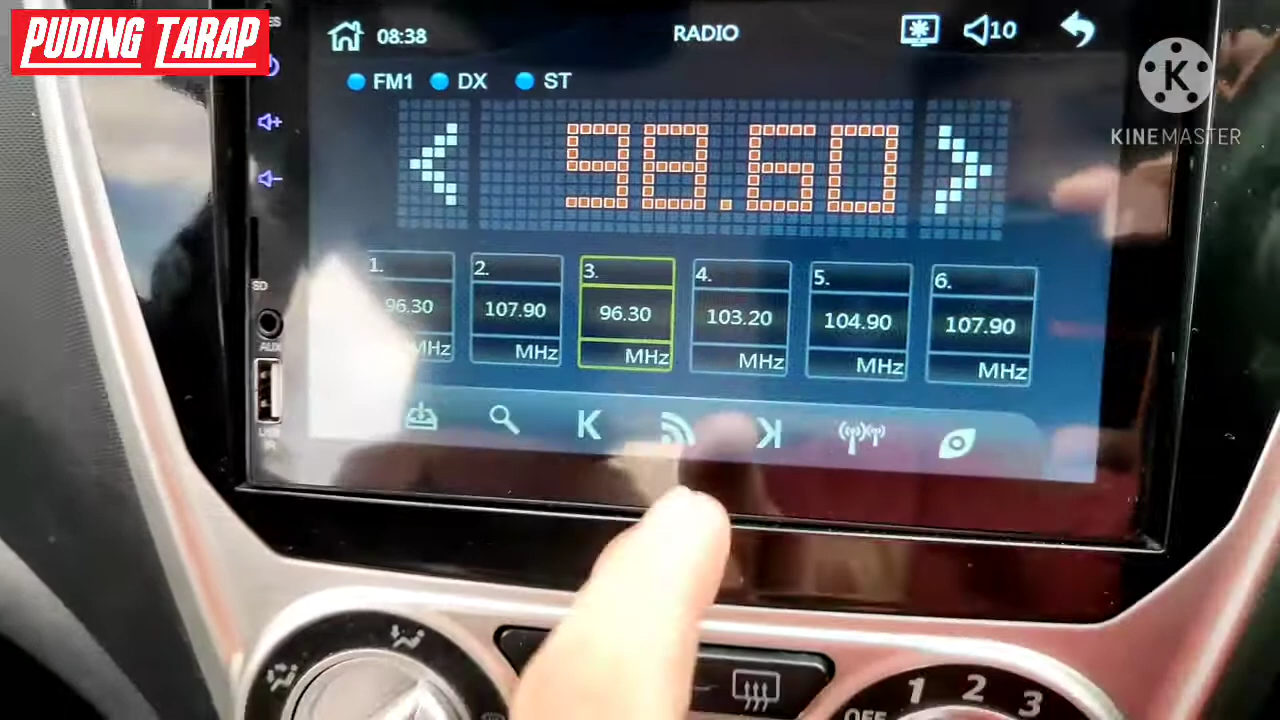 PUDING TARAP
08:38
RADIO
10
FM1 DX ST
98.60
1.
96.30
MHz
2.
107.90
MHz
3.
96.30
MHz
4.
103.20
MHz
5.
104.90
MHz
6.
107.90
MHz
K
KINEMASTER
SD
AUX
OFF 1 2 3